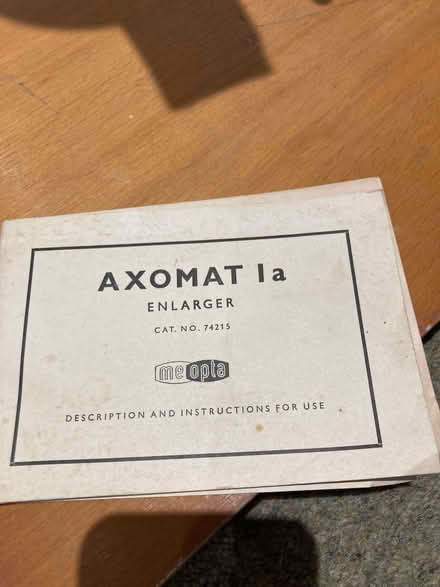 AXOMAT Ia
ENLARGER
CAT. NO. 74215
meopta
DESCRIPTION AND INSTRUCTIONS FOR USE